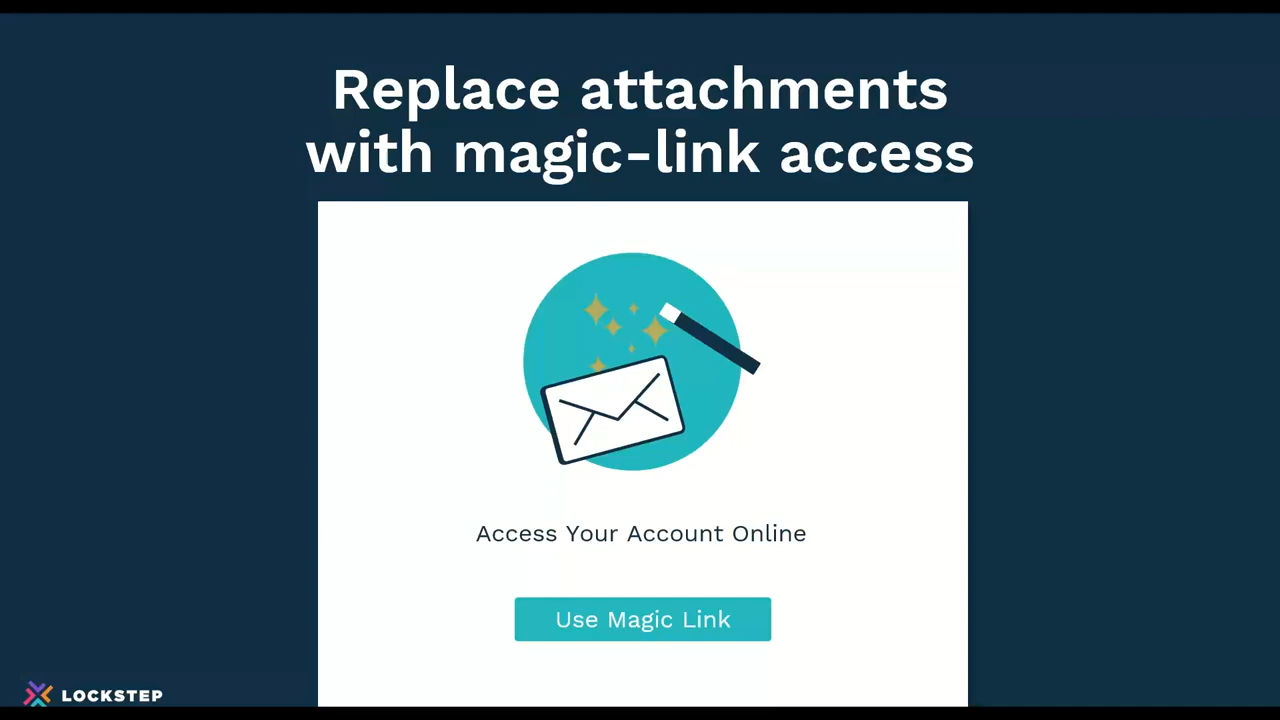 Replace attachments
with magic-link access
Access Your Account Online
Use Magic Link
LOCKSTEP